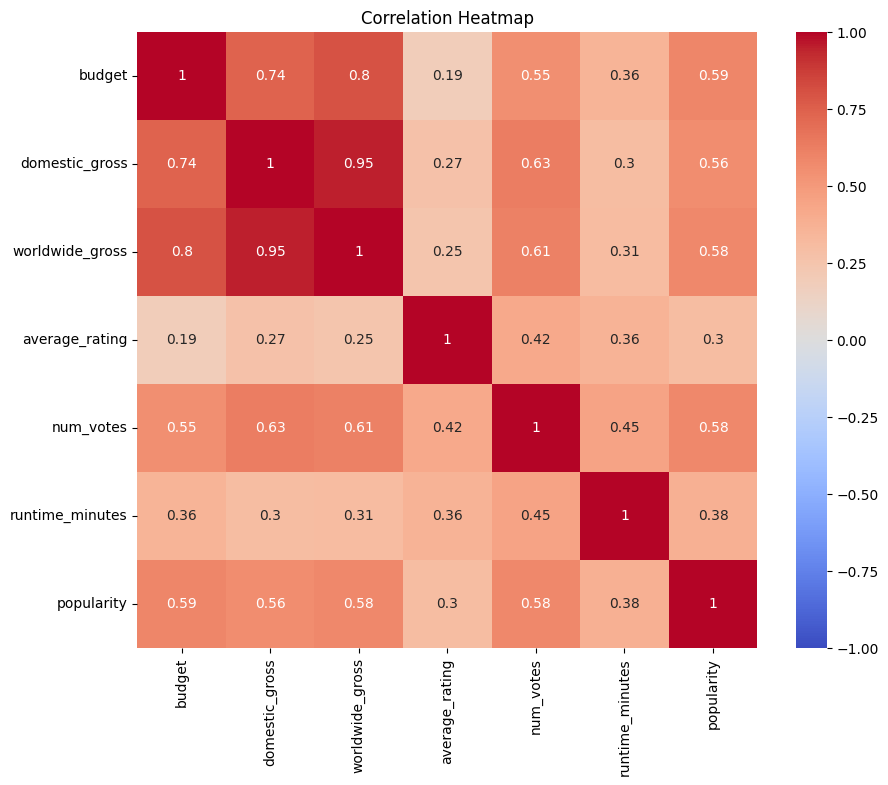 Correlation Heatmap
budget 1 0.74 0.8 0.19 0.55 0.36 0.59
domestic_gross 0.74 1 0.95 0.27 0.63 0.3 0.56
worldwide_gross 0.8 0.95 1 0.25 0.61 0.31 0.58
average_rating 0.19 0.27 0.25 1 0.42 0.36 0.3
num_votes 0.55 0.63 0.61 0.42 1 0.45 0.58
runtime_minutes 0.36 0.3 0.31 0.36 0.45 1 0.38
popularity 0.59 0.56 0.58 0.3 0.58 0.38 1
budget
domestic_gross
worldwide_gross
average_rating
num_votes
runtime_minutes
popularity
1.00
0.75
0.50
0.25
0.00
−0.25
−0.50
−0.75
−1.00